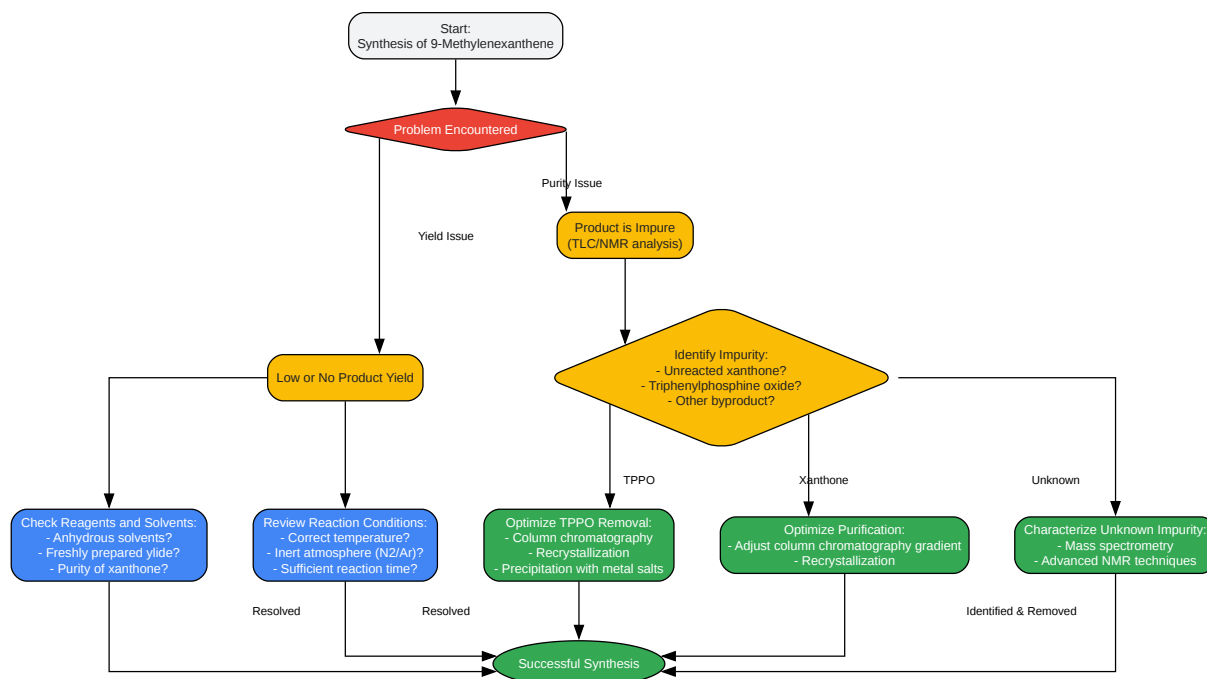 Start:
Synthesis of 9-Methylenexanthene
Problem Encountered
Purity Issue
Yield Issue
Product is Impure
(TLC/NMR analysis)
Identify Impurity:
- Unreacted xanthone?
- Triphenylphosphine oxide?
- Other byproduct?
Low or No Product Yield
TPPO
Xanthone
Unknown
Check Reagents and Solvents:
- Anhydrous solvents?
- Freshly prepared ylide?
- Purity of xanthone?
Review Reaction Conditions:
- Correct temperature?
- Inert atmosphere (N2/Ar)?
- Sufficient reaction time?
Optimize TPPO Removal:
- Column chromatography
- Recrystallization
- Precipitation with metal salts
Optimize Purification:
- Adjust column chromatography gradient
- Recrystallization
Characterize Unknown Impurity:
- Mass spectrometry
- Advanced NMR techniques
Resolved
Resolved
Identified & Removed
Successful Synthesis